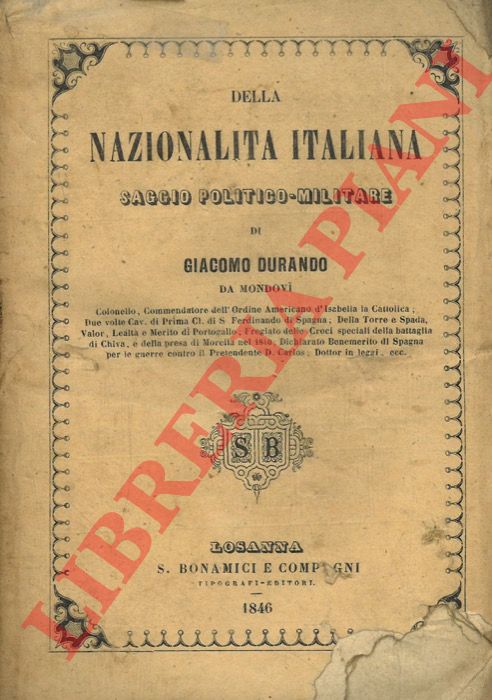 DELLA
NAZIONALITA ITALIANA
SAGGIO POLITICO-MILITARE
DI
GIACOMO DURANDO
DA MONDOVÌ
Colonello, Commendatore dell'Ordine Americano d'Isabella la Cattolica;
Due volte Cav. di Prima Cl. di S Ferdinando di Spagna; Della Torre e Spada,
Valor, Lealtà e Merito di Portogallo; Fregiato delle Croci speciali della battaglia
di Chiva, e della presa di Morella nel 1840; Dichiarato Benemerito di Spagna
per le guerre contro il Pretendente D. Carlos; Dottor in leggi, ecc.
S B
LOSANNA
S. BONAMICI E COMPAGNI
TIPOGRAFI-EDITORI.
1846
LIBRERIA PIANI